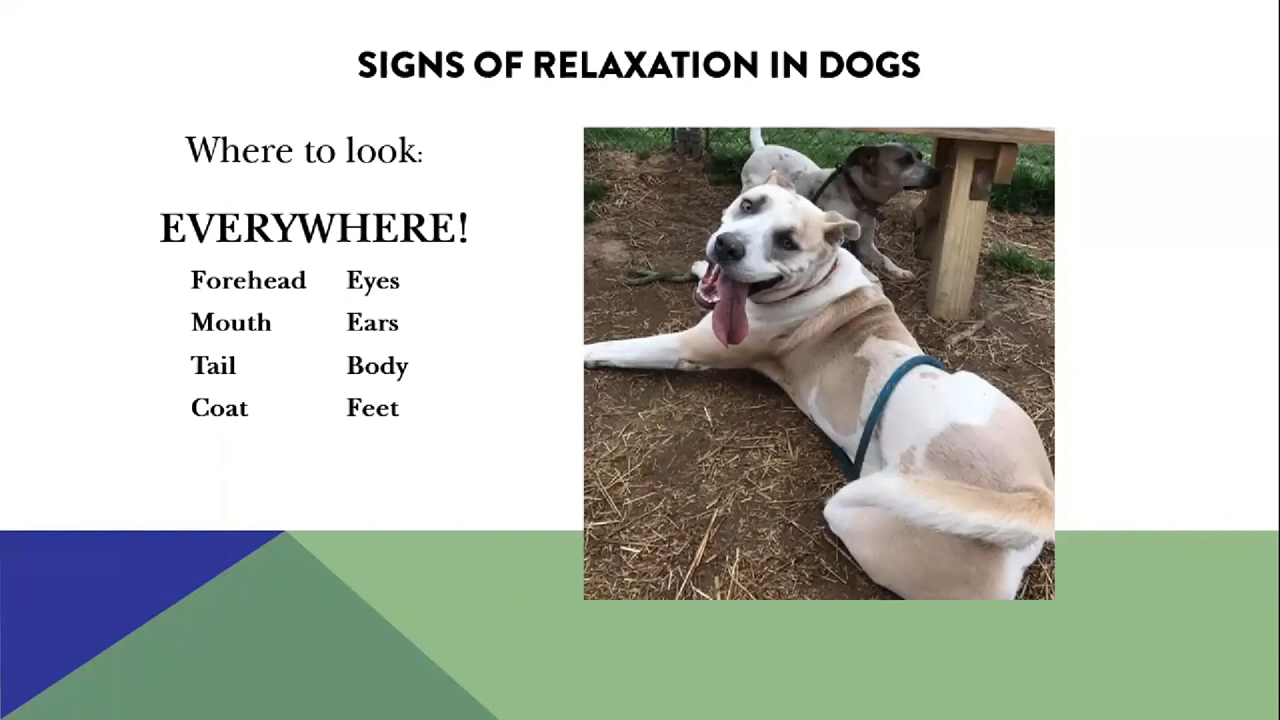 SIGNS OF RELAXATION IN DOGS
Where to look:
EVERYWHERE!
Forehead Eyes
Mouth Ears
Tail Body
Coat Feet